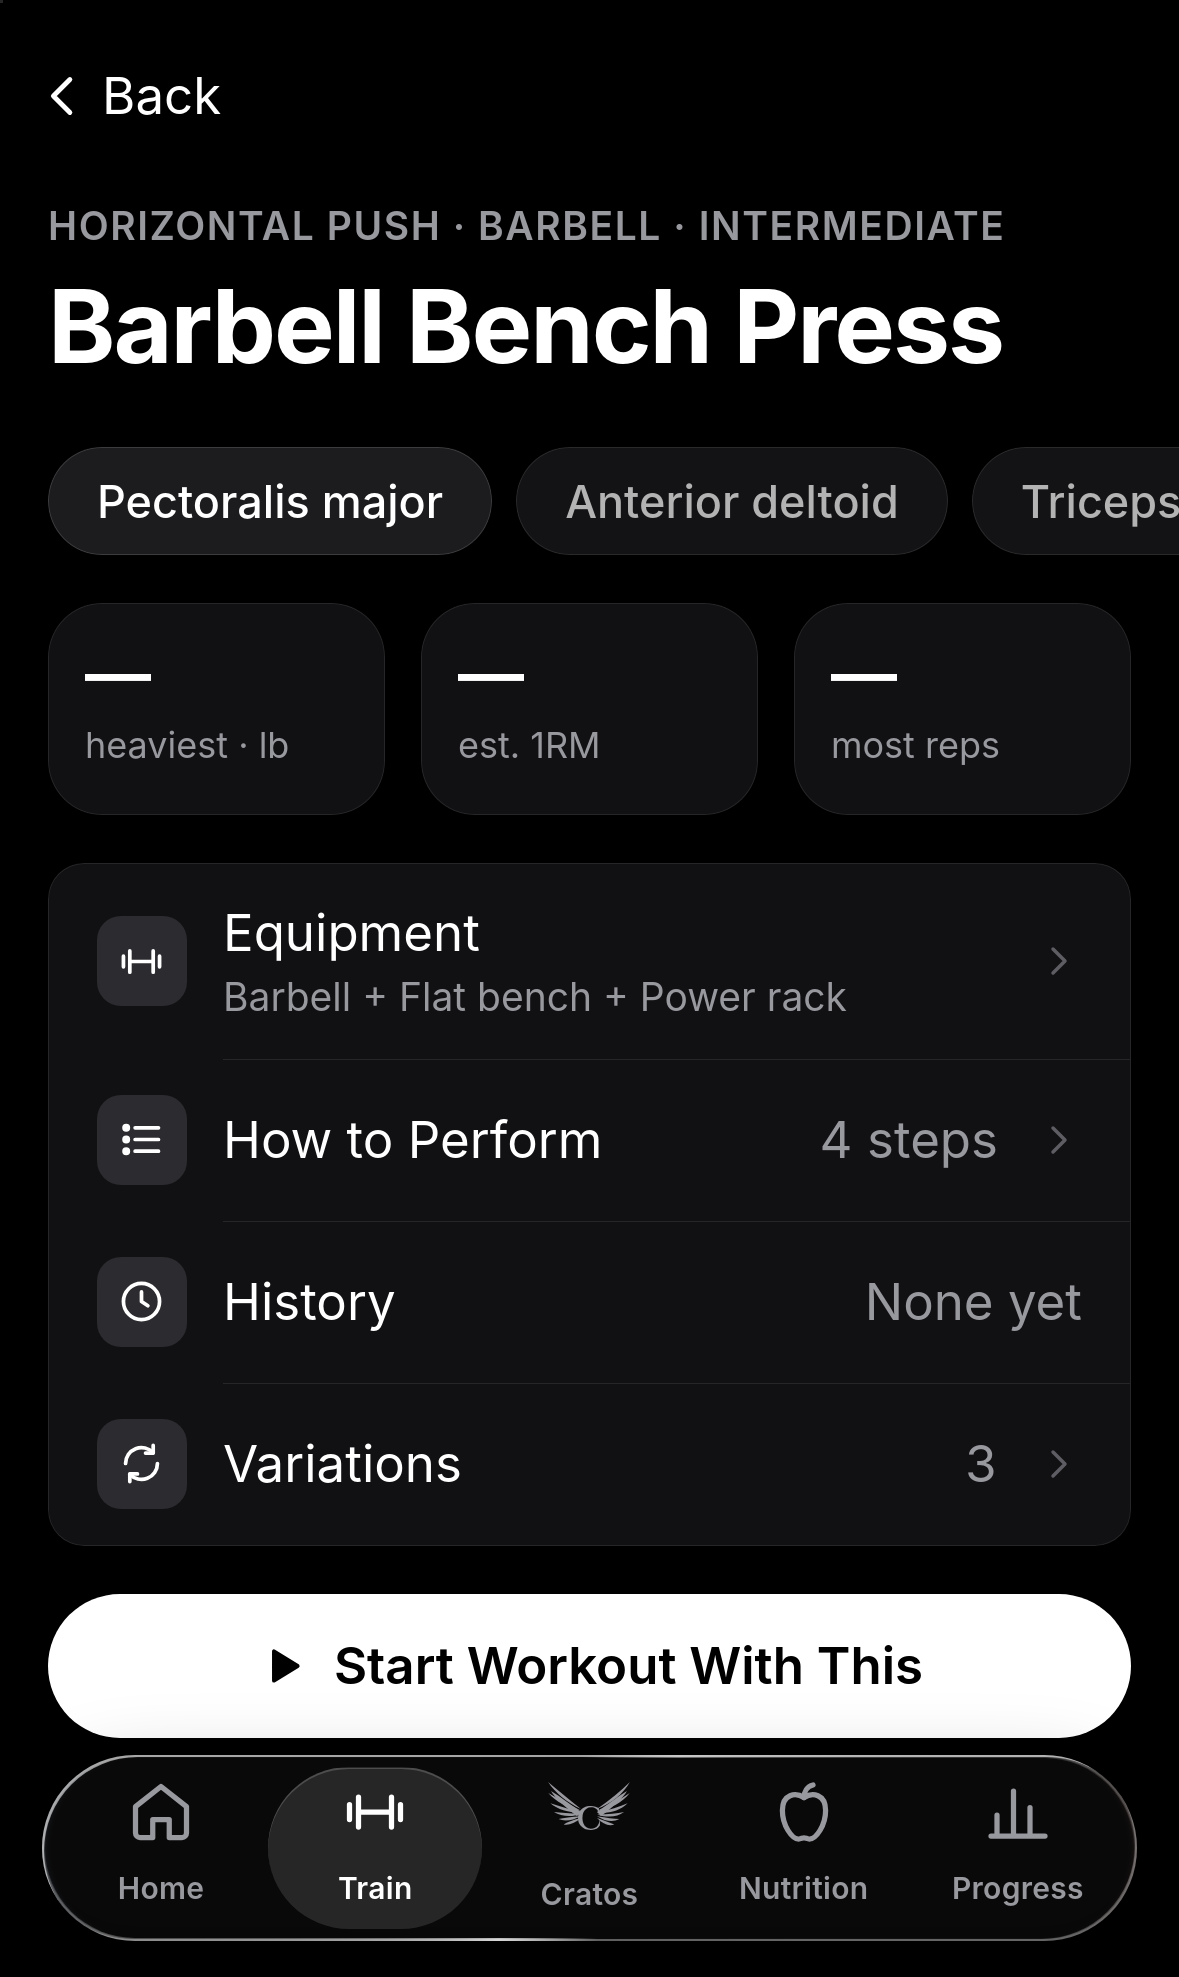 Back
HORIZONTAL PUSH · BARBELL · INTERMEDIATE
Barbell Bench Press
Pectoralis major
Anterior deltoid
Triceps
—
heaviest · lb
—
est. 1RM
—
most reps
Equipment
Barbell + Flat bench + Power rack
How to Perform
4 steps
History
None yet
Variations
3
Start Workout With This
Home
Train
C
Cratos
Nutrition
Progress